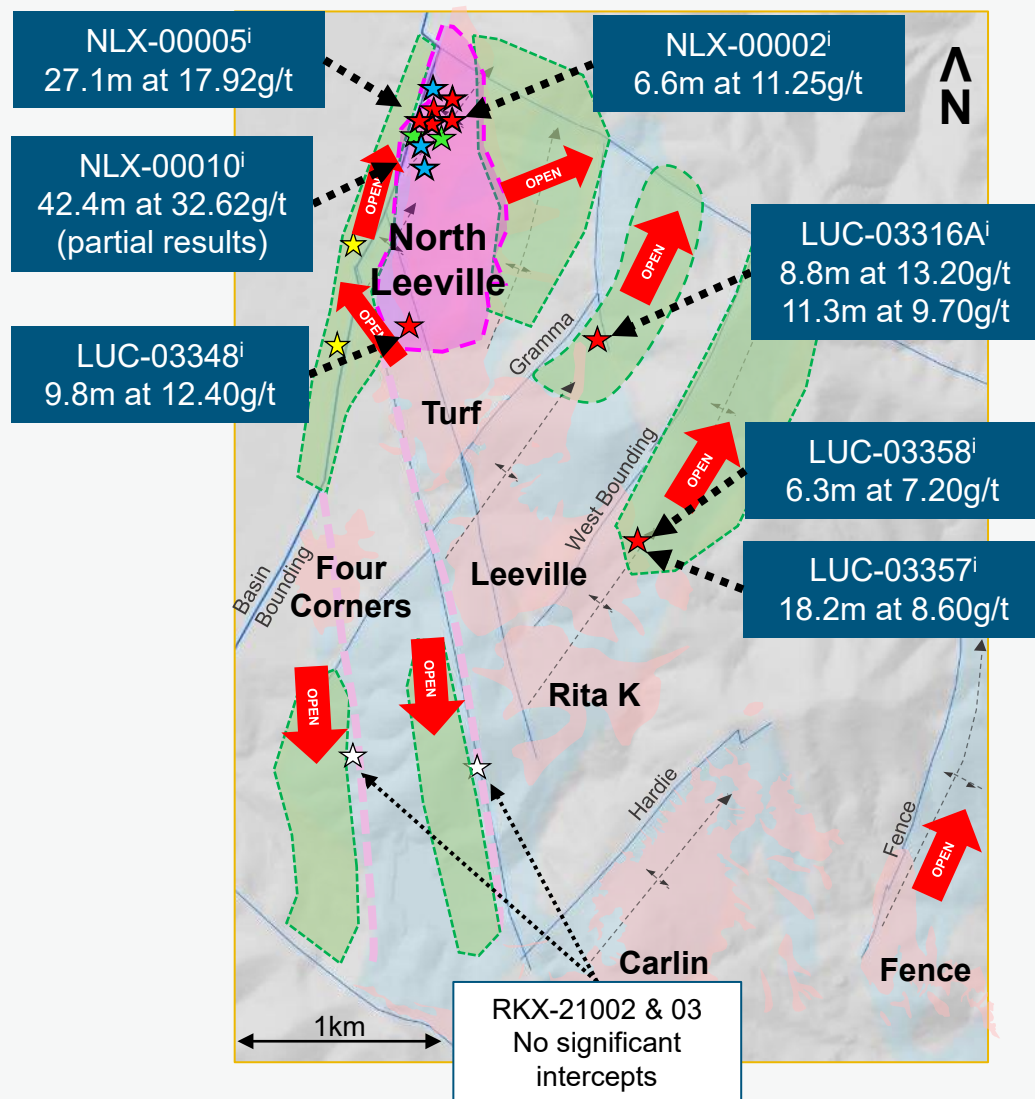 NLX-00005ⁱ
27.1m at 17.92g/t
NLX-00002ⁱ
6.6m at 11.25g/t
Λ
N
NLX-00010ⁱ
42.4m at 32.62g/t
(partial results)
OPEN
OPEN
North
Leeville
OPEN
LUC-03316Aⁱ
8.8m at 13.20g/t
11.3m at 9.70g/t
OPEN
LUC-03348ⁱ
9.8m at 12.40g/t
Gramma
Turf
OPEN
West Bounding
LUC-03358ⁱ
6.3m at 7.20g/t
Basin
Bounding
Four
Corners
Leeville
LUC-03357ⁱ
18.2m at 8.60g/t
OPEN
OPEN
Rita K
Hardie
Fence
OPEN
Carlin
Fence
RKX-21002 & 03
No significant
intercepts
1km